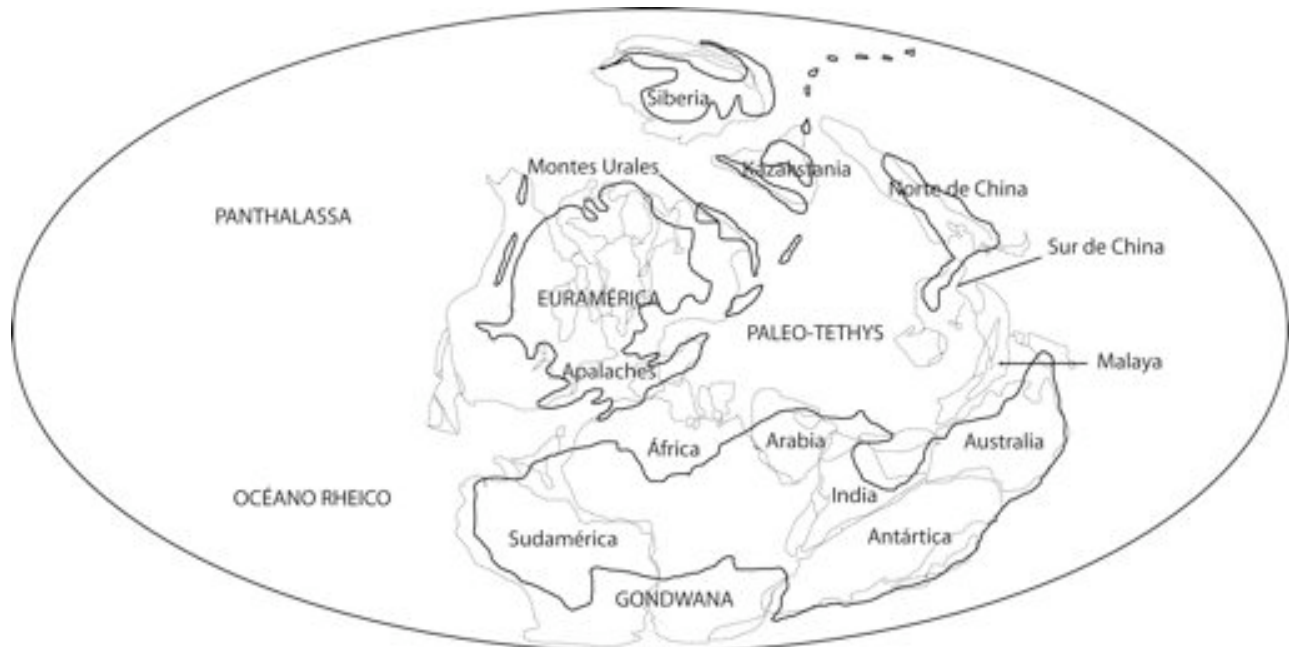 Siberia
Montes Urales
Kazakstania
Norte de China
PANTHALASSA
Sur de China
EURAMÉRICA
PALEO-TETHYS
Apalaches
Malaya
África
Arabia
Australia
OCÉANO RHEICO
India
Sudamérica
Antártica
GONDWANA